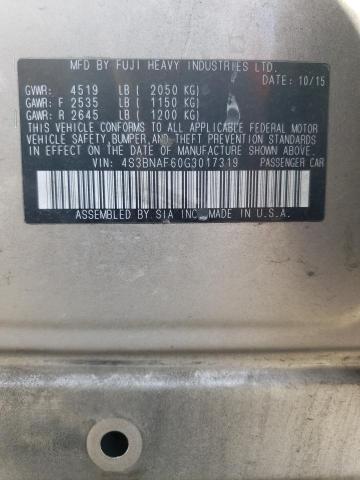 MFD BY FUJI HEAVY INDUSTRIES LTD.
DATE: 10/15
GVWR: 4519 LB ( 2050 KG)
GAWR: F 2535 LB ( 1150 KG)
GAWR: R 2645 LB ( 1200 KG)
THIS VEHICLE CONFORMS TO ALL APPLICABLE FEDERAL MOTOR
VEHICLE SAFETY, BUMPER, AND THEFT PREVENTION STANDARDS
IN EFFECT ON THE DATE OF MANUFACTURE SHOWN ABOVE.
VIN: 4S3BNAF60G3017319 PASSENGER CAR
ASSEMBLED BY SIA INC. MADE IN U.S.A.